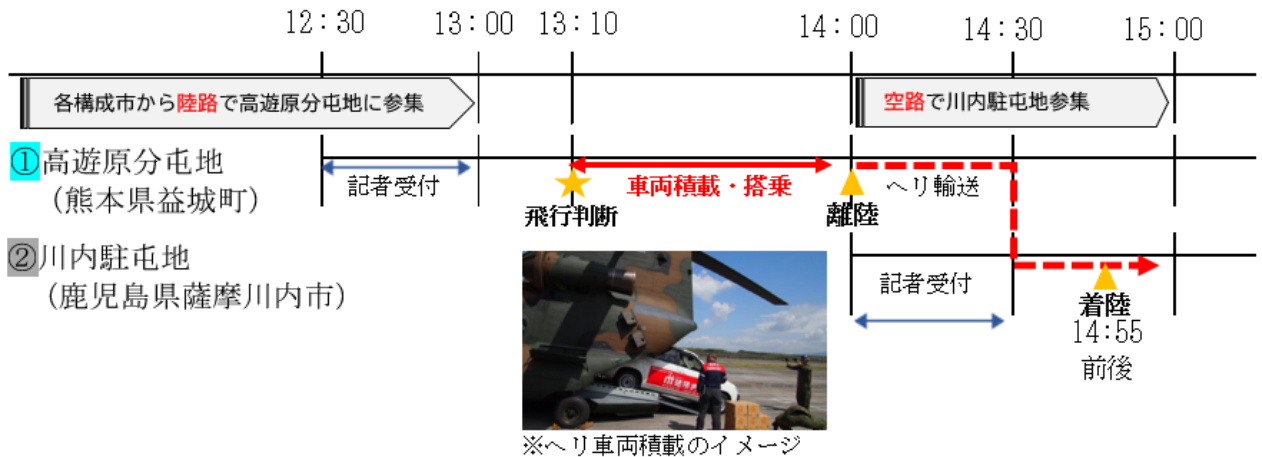 12：30
13：00
13：10
14：00
14：30
15：00
各構成市から陸路で高遊原分屯地に参集
空路で川内駐屯地参集
①高遊原分屯地
（熊本県益城町）
記者受付
飛行判断
車両積載・搭乗
離陸
ヘリ輸送
②川内駐屯地
（鹿児島県薩摩川内市）
記者受付
着陸
14:55
前後
※ヘリ車両積載のイメージ